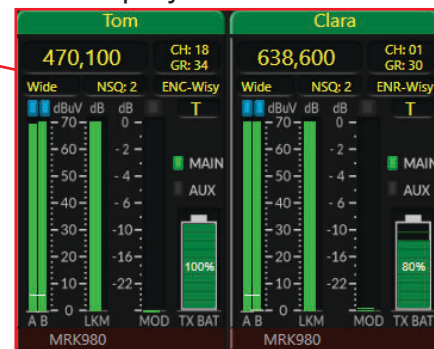 Tom
470,100
CH: 18
GR: 34
Wide
NSQ: 2
ENC-Wisy
dBuV dB dB
T
70 0
60 -2
50 -4
40 -6
30 -10
20 -16
10 -22
0
MAIN
AUX
100%
A B LKM MOD TX BAT
MRK980
Clara
638,600
CH: 01
GR: 30
Wide
NSQ: 2
ENR-Wisy
dBuV dB dB
T
70 0
60 -2
50 -4
40 -6
30 -10
20 -16
10 -22
0
MAIN
AUX
80%
A B LKM MOD TX BAT
MRK980